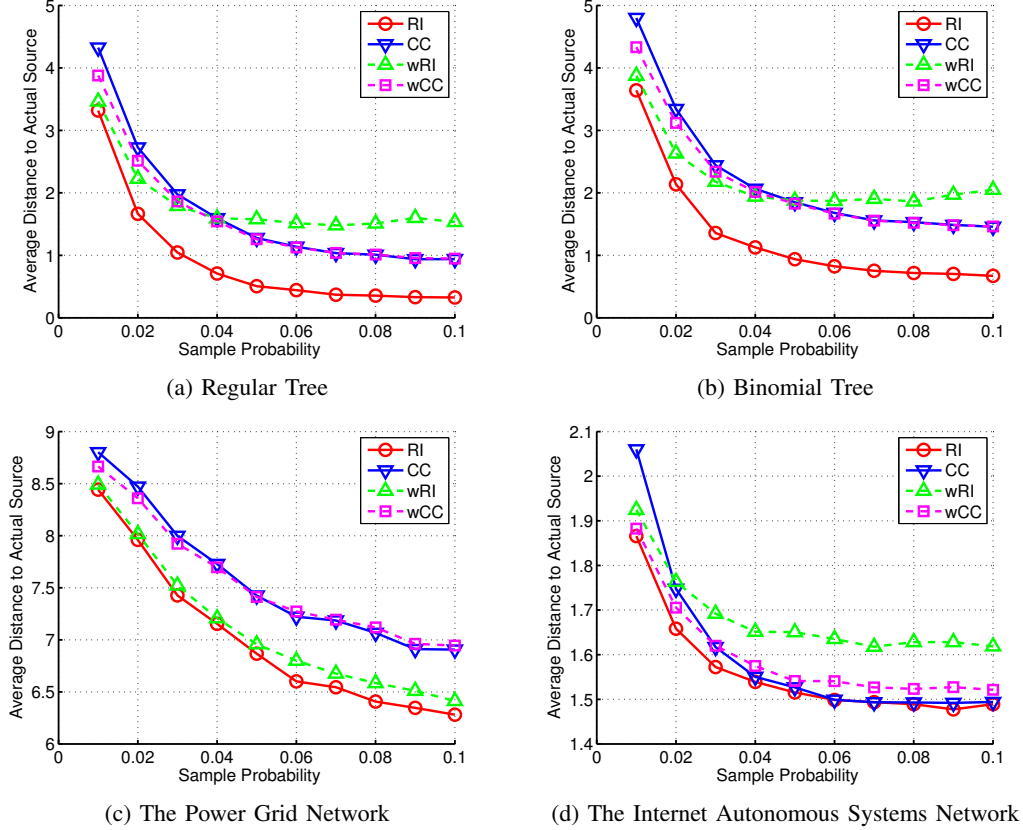 5
4
3
2
1
0
Average Distance to Actual Source
RI
CC
wRI
wCC
0 0.02 0.04 0.06 0.08 0.1
Sample Probability
(a) Regular Tree
5
4
3
2
1
0
Average Distance to Actual Source
RI
CC
wRI
wCC
0 0.02 0.04 0.06 0.08 0.1
Sample Probability
(b) Binomial Tree
9
8.5
8
7.5
7
6.5
6
Average Distance to Actual Source
RI
CC
wRI
wCC
0 0.02 0.04 0.06 0.08 0.1
Sample Probability
(c) The Power Grid Network
2.1
2
1.9
1.8
1.7
1.6
1.5
1.4
Average Distance to Actual Source
RI
CC
wRI
wCC
0 0.02 0.04 0.06 0.08 0.1
Sample Probability
(d) The Internet Autonomous Systems Network